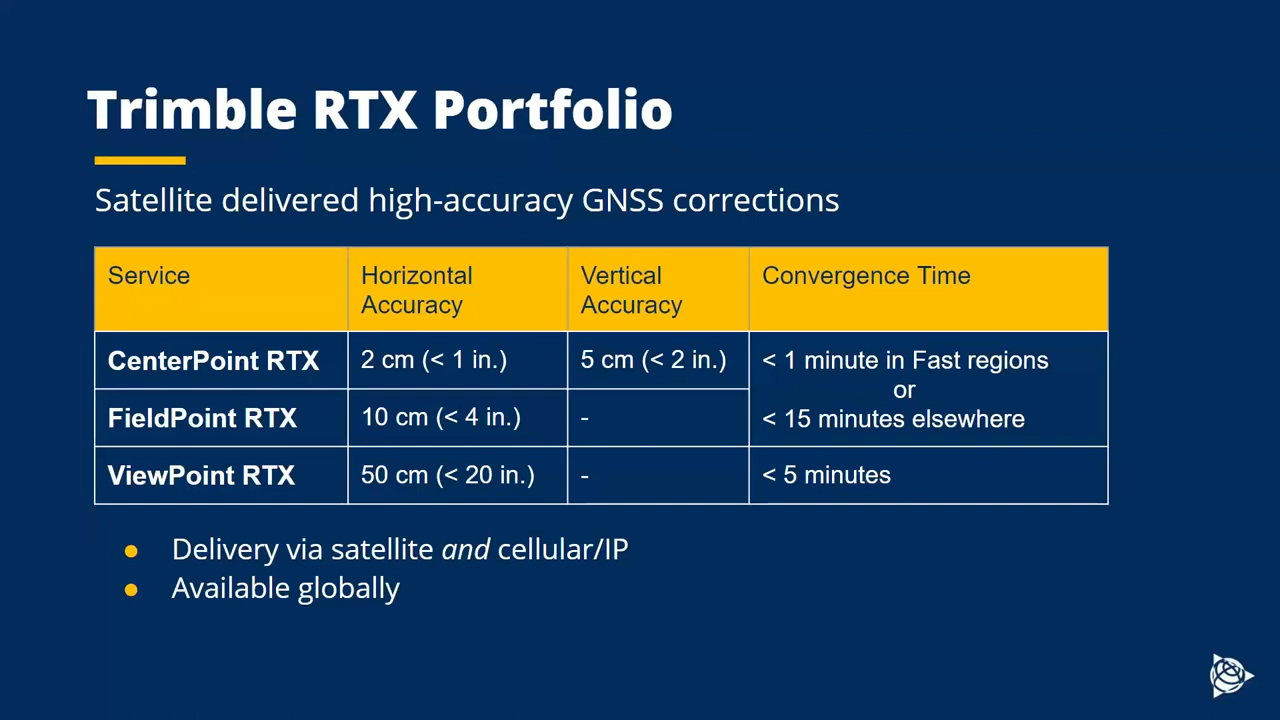 Trimble RTX Portfolio
Satellite delivered high-accuracy GNSS corrections
Service
Horizontal
Accuracy
Vertical
Accuracy
Convergence Time
CenterPoint RTX
2 cm (< 1 in.)
5 cm (< 2 in.)
< 1 minute in Fast regions
or
< 15 minutes elsewhere
FieldPoint RTX
10 cm (< 4 in.)
-
ViewPoint RTX
50 cm (< 20 in.)
-
< 5 minutes
● Delivery via satellite and cellular/IP
● Available globally